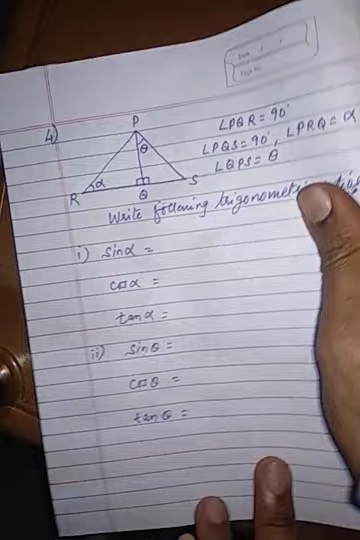 4)
P
θ
∠PQR = 90°
∠PQS = 90°, ∠PRQ = α
∠QPS = θ
R α Q S
Write following trigonometric
i) sinα =
cosα =
tanα =
ii) sinθ =
cosθ =
tanθ =